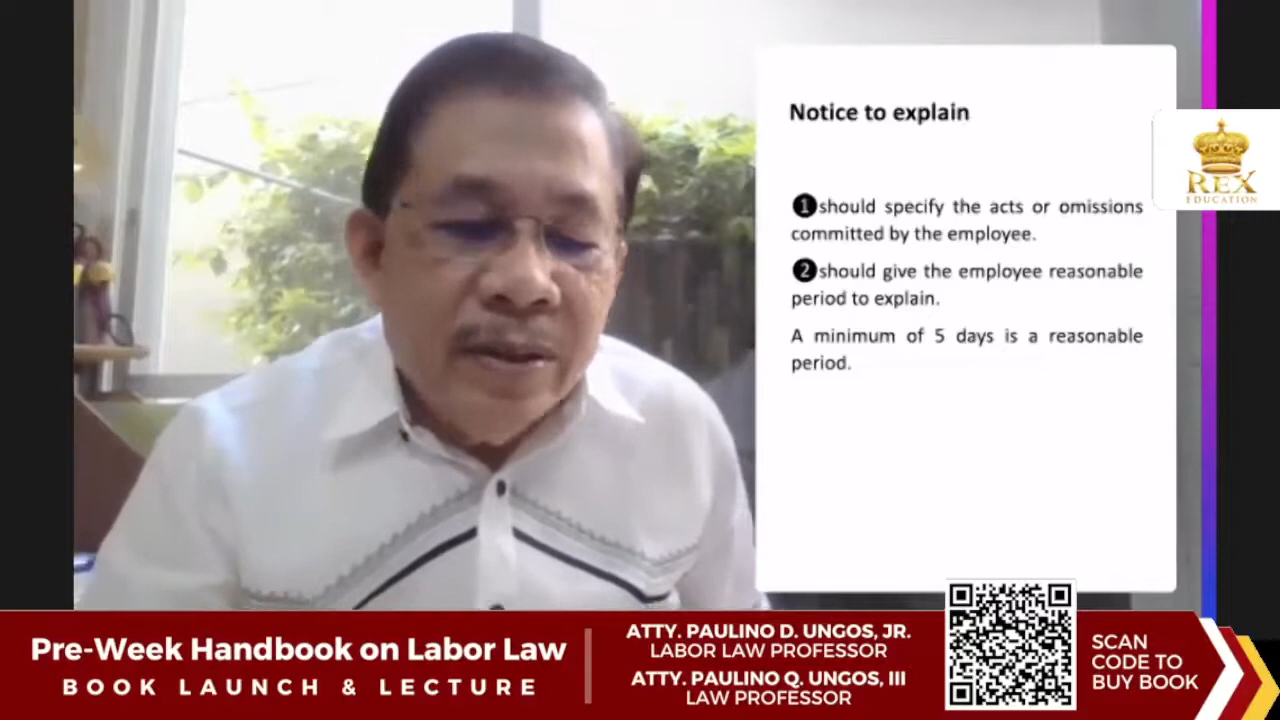 Notice to explain
❶should specify the acts or omissions
committed by the employee.
❷should give the employee reasonable
period to explain.
A minimum of 5 days is a reasonable
period.
REX
EDUCATION
Pre-Week Handbook on Labor Law
BOOK LAUNCH & LECTURE
ATTY. PAULINO D. UNGOS, JR.
LABOR LAW PROFESSOR
ATTY. PAULINO Q. UNGOS, III
LAW PROFESSOR
SCAN
CODE TO
BUY BOOK